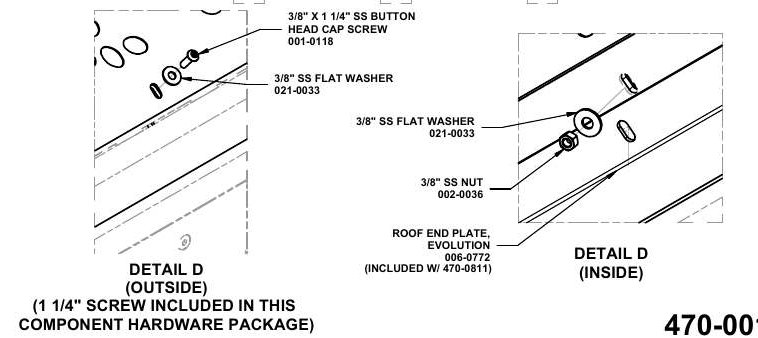 3/8" X 1 1/4" SS BUTTON
HEAD CAP SCREW
001-0118
3/8" SS FLAT WASHER
021-0033
DETAIL D
(OUTSIDE)
(1 1/4" SCREW INCLUDED IN THIS
COMPONENT HARDWARE PACKAGE)
3/8" SS FLAT WASHER
021-0033
3/8" SS NUT
002-0036
ROOF END PLATE,
EVOLUTION
006-0772
(INCLUDED W/ 470-0811)
DETAIL D
(INSIDE)